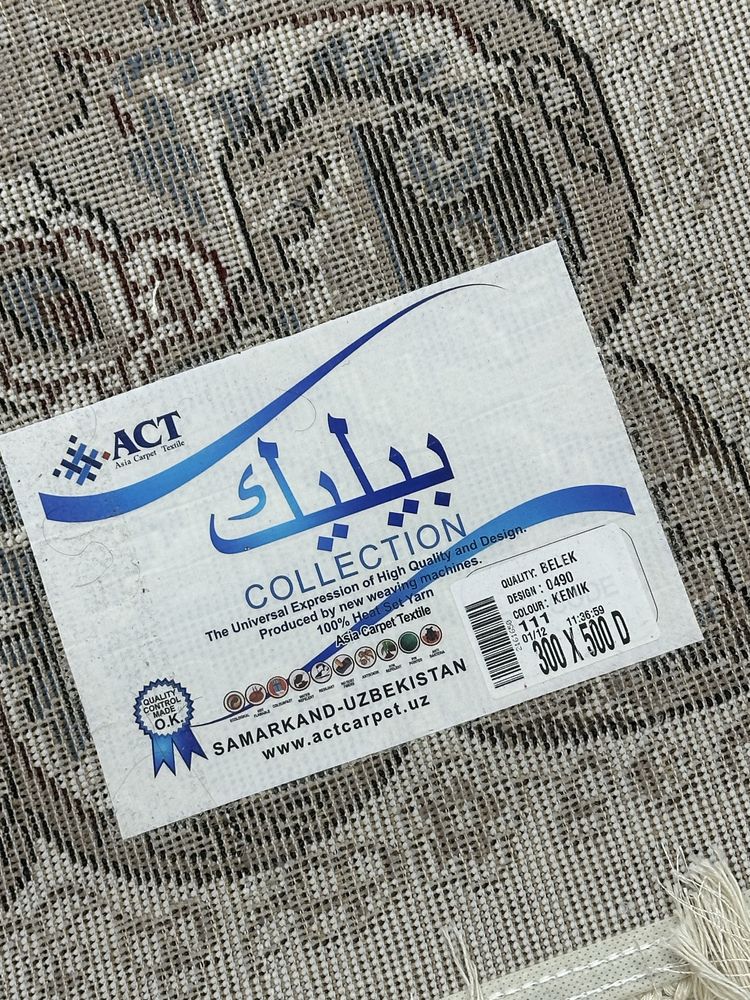 ACT
Asia Carpet Textile
بيليك
COLLECTION
The Universal Expression of High Quality and Design.
Produced by new weaving machines.
100% Heat Set Yarn
Asia Carpet Textile
QUALITY: BELEK
DESIGN : 0490
COLOUR: KEMIK
111
01/12 11:36:59
300 X 500 D
QUALITY
CONTROL
MADE
O.K.
SAMARKAND-UZBEKISTAN
www.actcarpet.uz